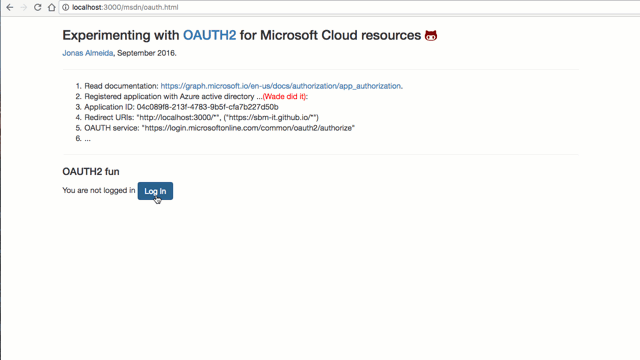 localhost:3000/msdn/oauth.html
Experimenting with OAUTH2 for Microsoft Cloud resources
Jonas Almeida, September 2016.
1. Read documentation: https://graph.microsoft.io/en-us/docs/authorization/app_authorization.
2. Registered application with Azure active directory ...(Wade did it):
3. Application ID: 04c089f8-213f-4783-9b5f-cfa7b227d50b
4. Redirect URIs: "http://localhost:3000/*", ("https://sbm-it.github.io/*")
5. OAUTH service: "https://login.microsoftonline.com/common/oauth2/authorize"
6. ...
OAUTH2 fun
You are not logged in Log In